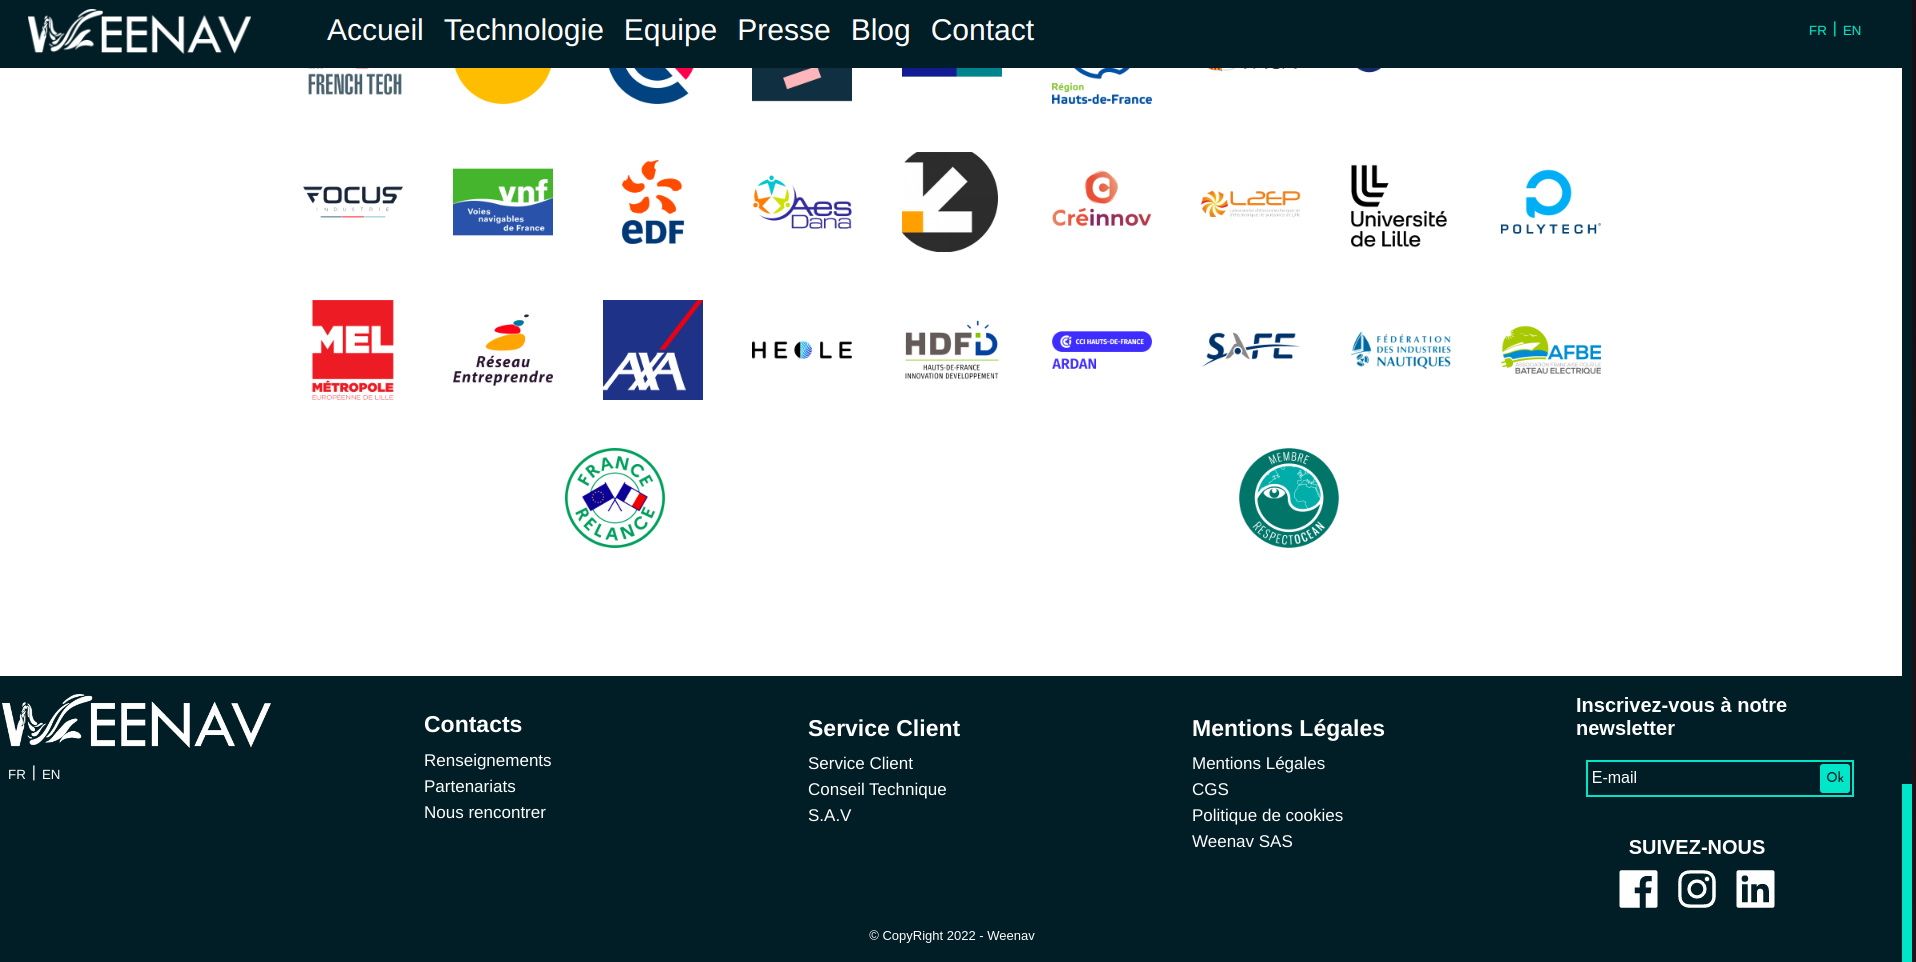 WEENAV
Accueil Technologie Equipe Presse Blog Contact
FR | EN
FRENCH TECH
Région
Hauts-de-France
FOCUS
INDUSTRIE
vnf
Voies
navigables
de France
eDF
Aes
Dana
Créinnov
L2EP
Université
de Lille
POLYTECH
MEL
MÉTROPOLE
EUROPÉENNE DE LILLE
Réseau
Entreprendre
AXA
HEOLE
HDFID
HAUTS-DE-FRANCE
INNOVATION DEVELOPPEMENT
CCI HAUTS-DE-FRANCE
ARDAN
SAFE
FÉDÉRATION
DES INDUSTRIES
NAUTIQUES
AFBE
BATEAU ELECTRIQUE
FRANCE
RELANCE
MEMBRE
RESPECTOCEAN
WEENAV
FR | EN
Contacts
Renseignements
Partenariats
Nous rencontrer
Service Client
Service Client
Conseil Technique
S.A.V
Mentions Légales
Mentions Légales
CGS
Politique de cookies
Weenav SAS
Inscrivez-vous à notre
newsletter
E-mail
Ok
SUIVEZ-NOUS
© CopyRight 2022 - Weenav